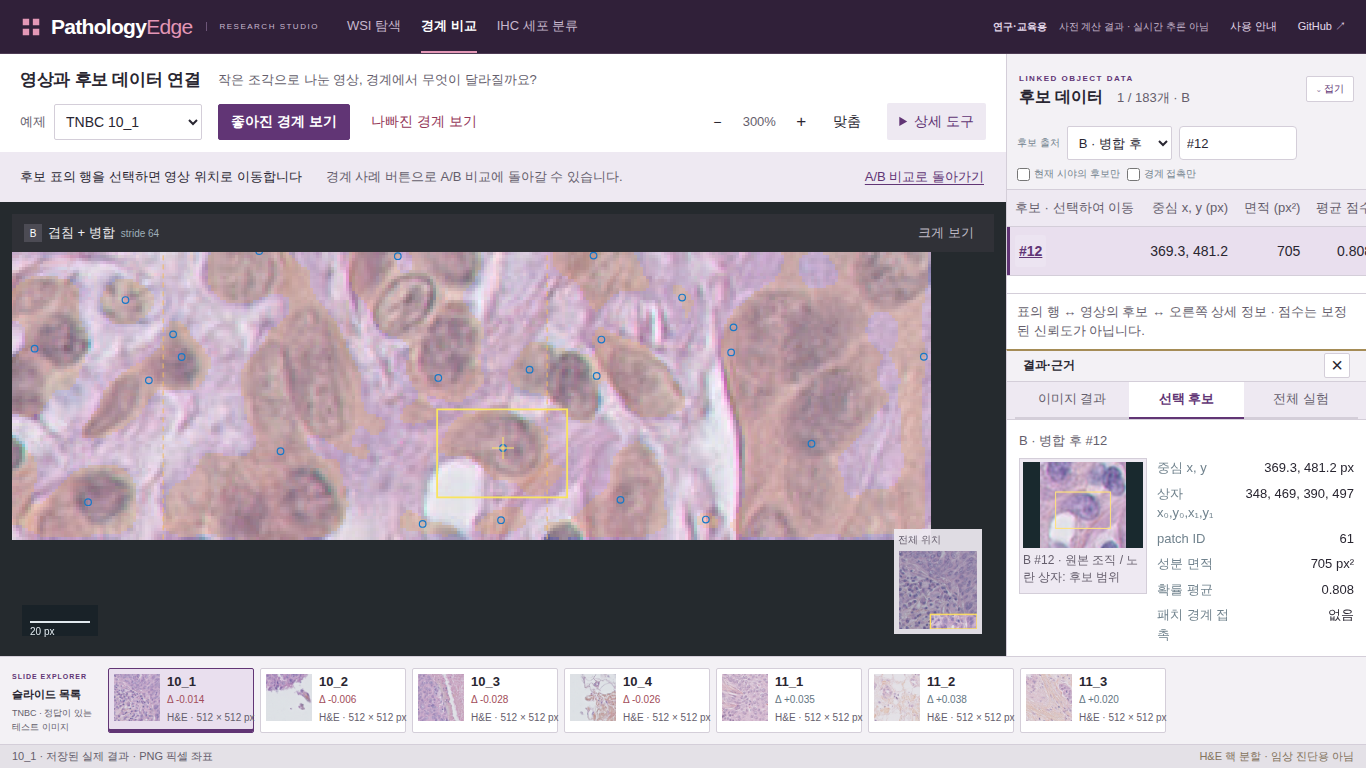 PathologyEdge
RESEARCH STUDIO
WSI 탐색
경계 비교
IHC 세포 분류
연구·교육용
사전 계산 결과 · 실시간 추론 아님
사용 안내
GitHub ↗
영상과 후보 데이터 연결
작은 조각으로 나눈 영상, 경계에서 무엇이 달라질까요?
예제
TNBC 10_1
좋아진 경계 보기
나빠진 경계 보기
−
300%
+
맞춤
▶ 상세 도구
후보 표의 행을 선택하면 영상 위치로 이동합니다
경계 사례 버튼으로 A/B 비교에 돌아갈 수 있습니다.
A/B 비교로 돌아가기
B 겹침 + 병합 stride 64
크게 보기
전체 위치
20 px
LINKED OBJECT DATA
후보 데이터
1 / 183개 · B
접기
후보 출처
B · 병합 후
#12
현재 시야의 후보만
경계 접촉만
후보 · 선택하여 이동
중심 x, y (px)
면적 (px²)
평균 점수
#12
369.3, 481.2
705
0.808
표의 행 ↔ 영상의 후보 ↔ 오른쪽 상세 정보 · 점수는 보정
된 신뢰도가 아닙니다.
결과·근거
✕
이미지 결과
선택 후보
전체 실험
B · 병합 후 #12
B #12 · 원본 조직 / 노
란 상자: 후보 범위
중심 x, y
369.3, 481.2 px
상자
x₀,y₀,x₁,y₁
348, 469, 390, 497
patch ID
61
성분 면적
705 px²
확률 평균
0.808
패치 경계 접
촉
없음
SLIDE EXPLORER
슬라이드 목록
TNBC · 정답이 있는
테스트 이미지
10_1
Δ -0.014
H&E · 512 × 512 px
10_2
Δ -0.006
H&E · 512 × 512 px
10_3
Δ -0.028
H&E · 512 × 512 px
10_4
Δ -0.026
H&E · 512 × 512 px
11_1
Δ +0.035
H&E · 512 × 512 px
11_2
Δ +0.038
H&E · 512 × 512 px
11_3
Δ +0.020
H&E · 512 × 512 px
10_1 · 저장된 실제 결과 · PNG 픽셀 좌표
H&E 핵 분할 · 임상 진단용 아님